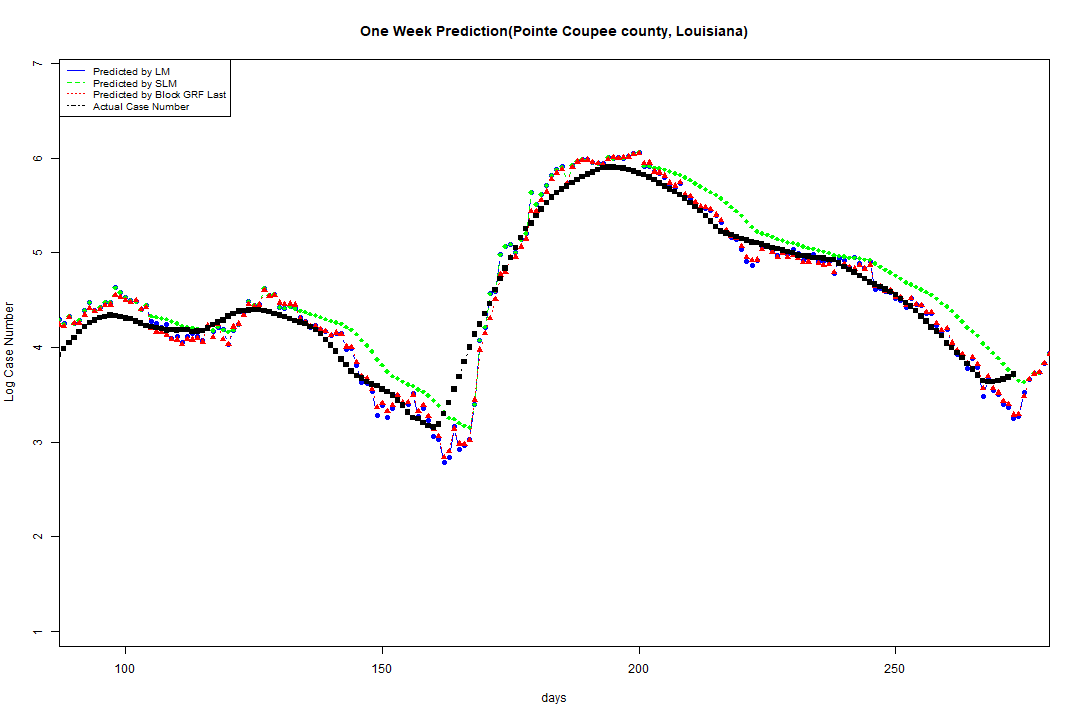 One Week Prediction(Pointe Coupee county, Louisiana)
Predicted by LM
Predicted by SLM
Predicted by Block GRF Last
Actual Case Number
Log Case Number
7
6
5
4
3
2
1
100 150 200 250
days